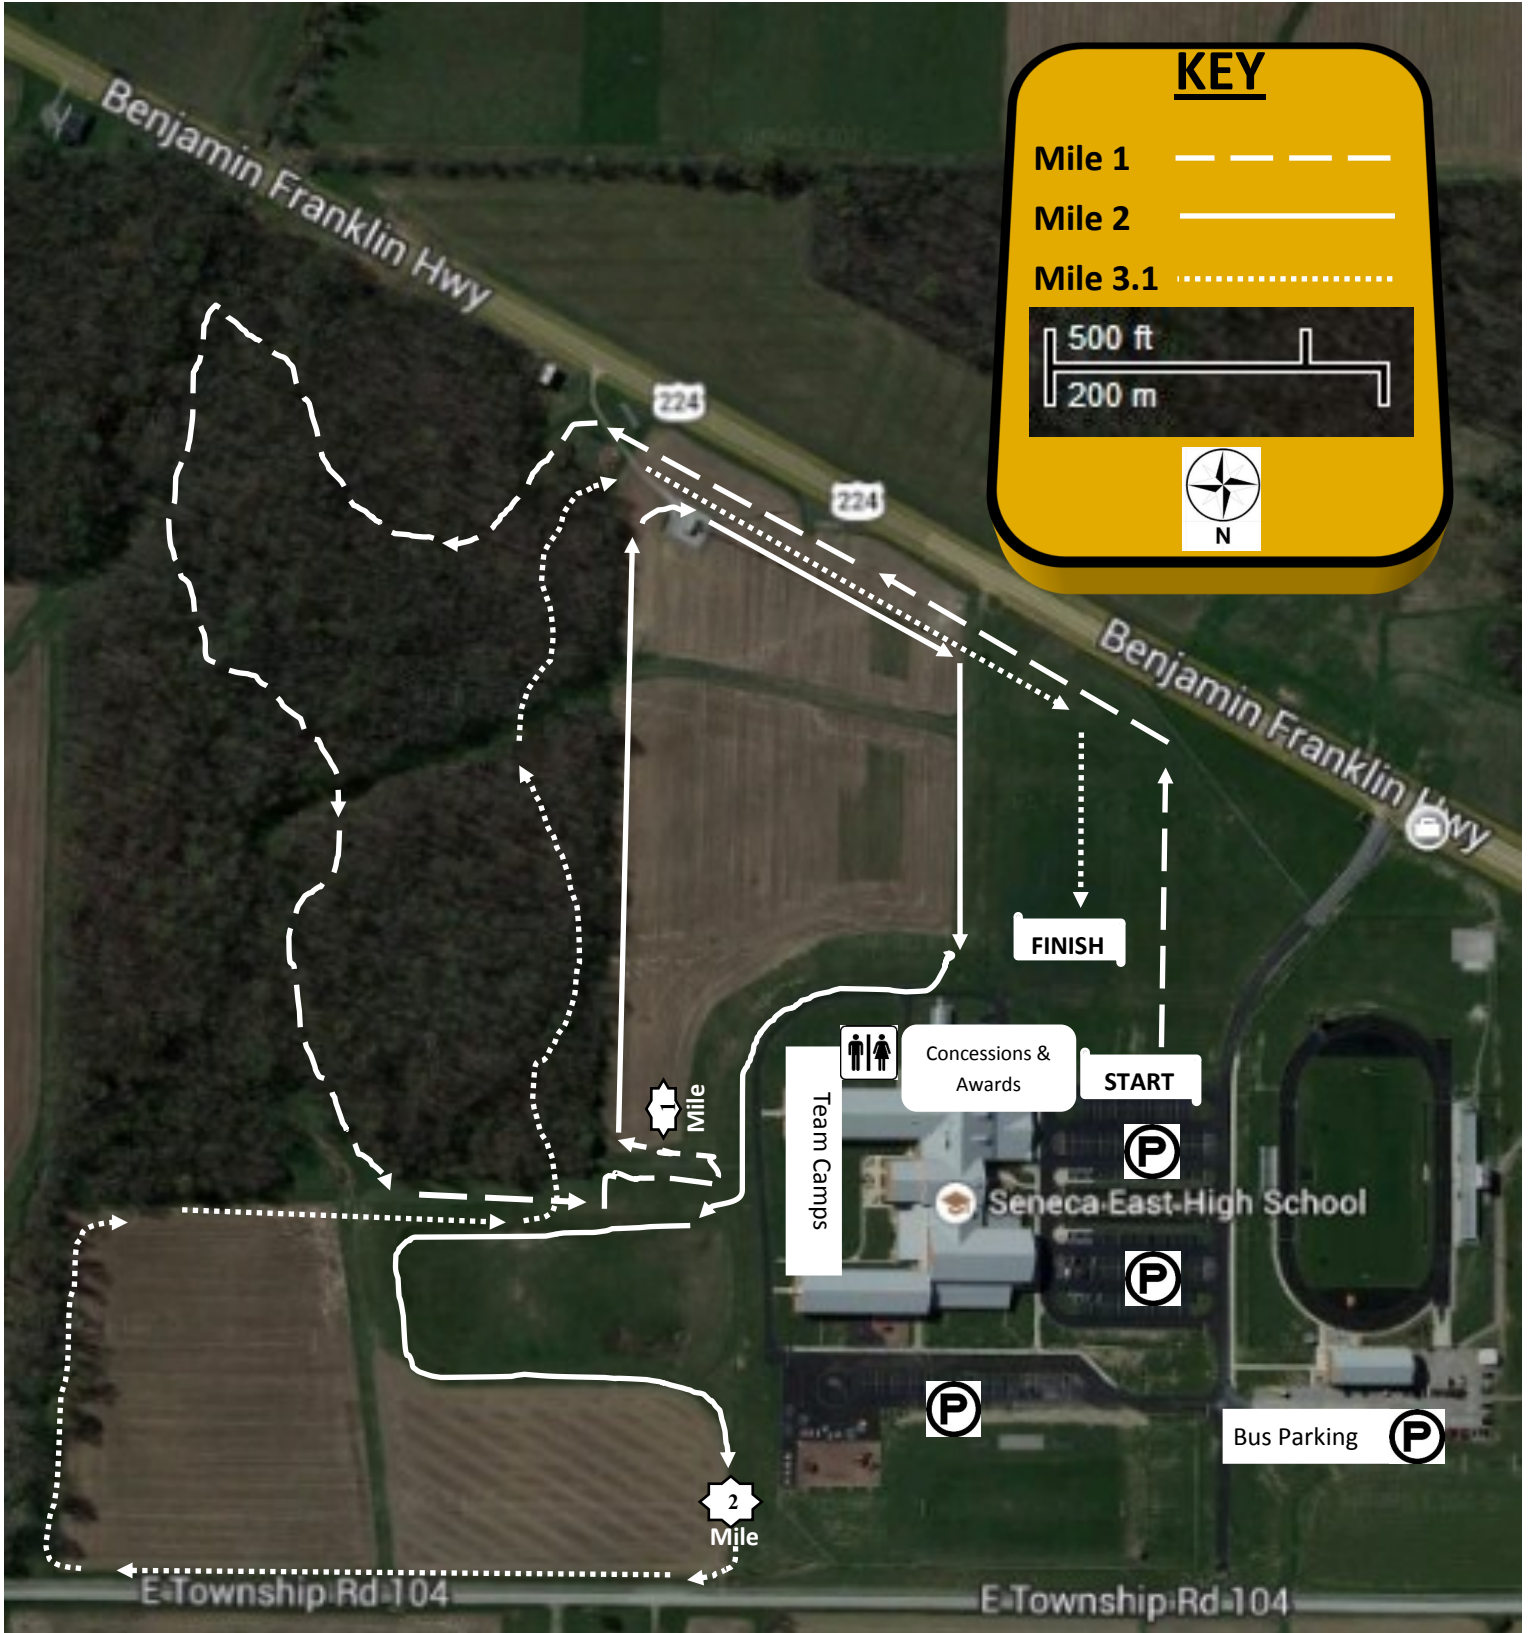 KEY
Mile 1
Mile 2
Mile 3.1
500 ft
200 m
N
Benjamin Franklin Hwy
224
224
Benjamin Franklin Hwy
FINISH
Concessions &
Awards
START
Team Camps
1
Mile
P
Seneca East High School
P
P
Bus Parking
P
2
Mile
E Township Rd 104
E Township Rd 104